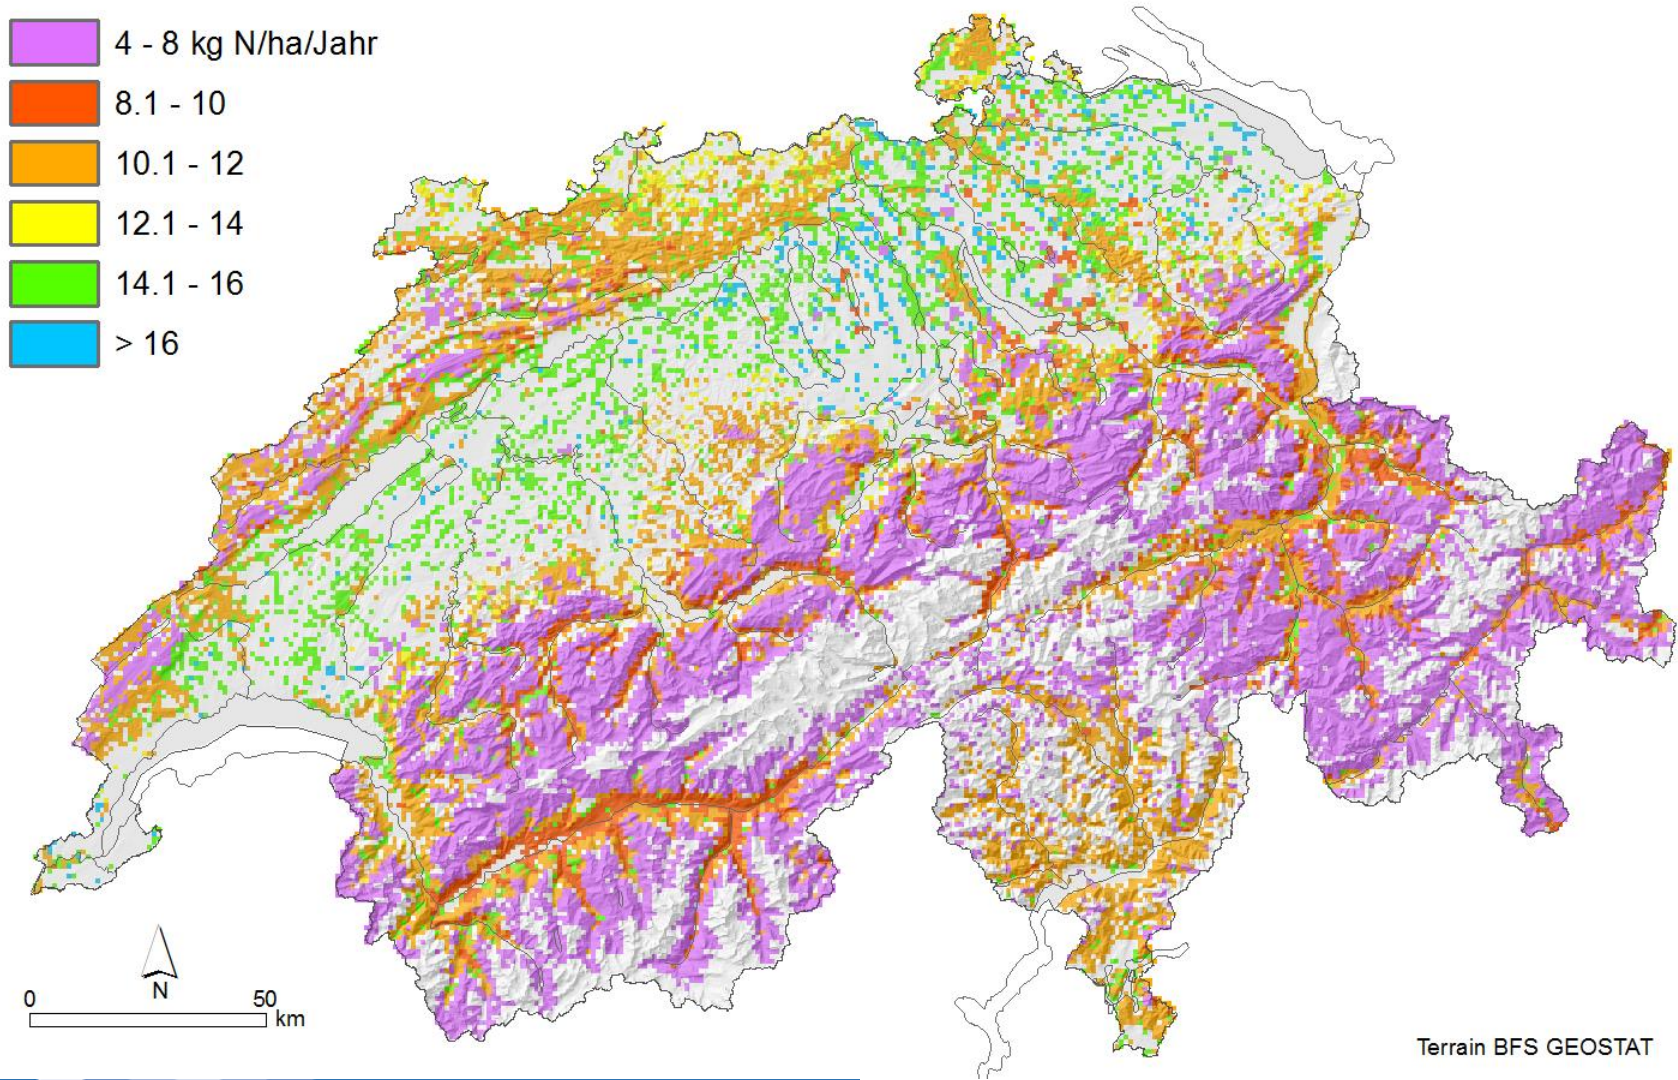 4 - 8 kg N/ha/Jahr
8.1 - 10
10.1 - 12
12.1 - 14
14.1 - 16
> 16
N
0 50
km
Terrain BFS GEOSTAT